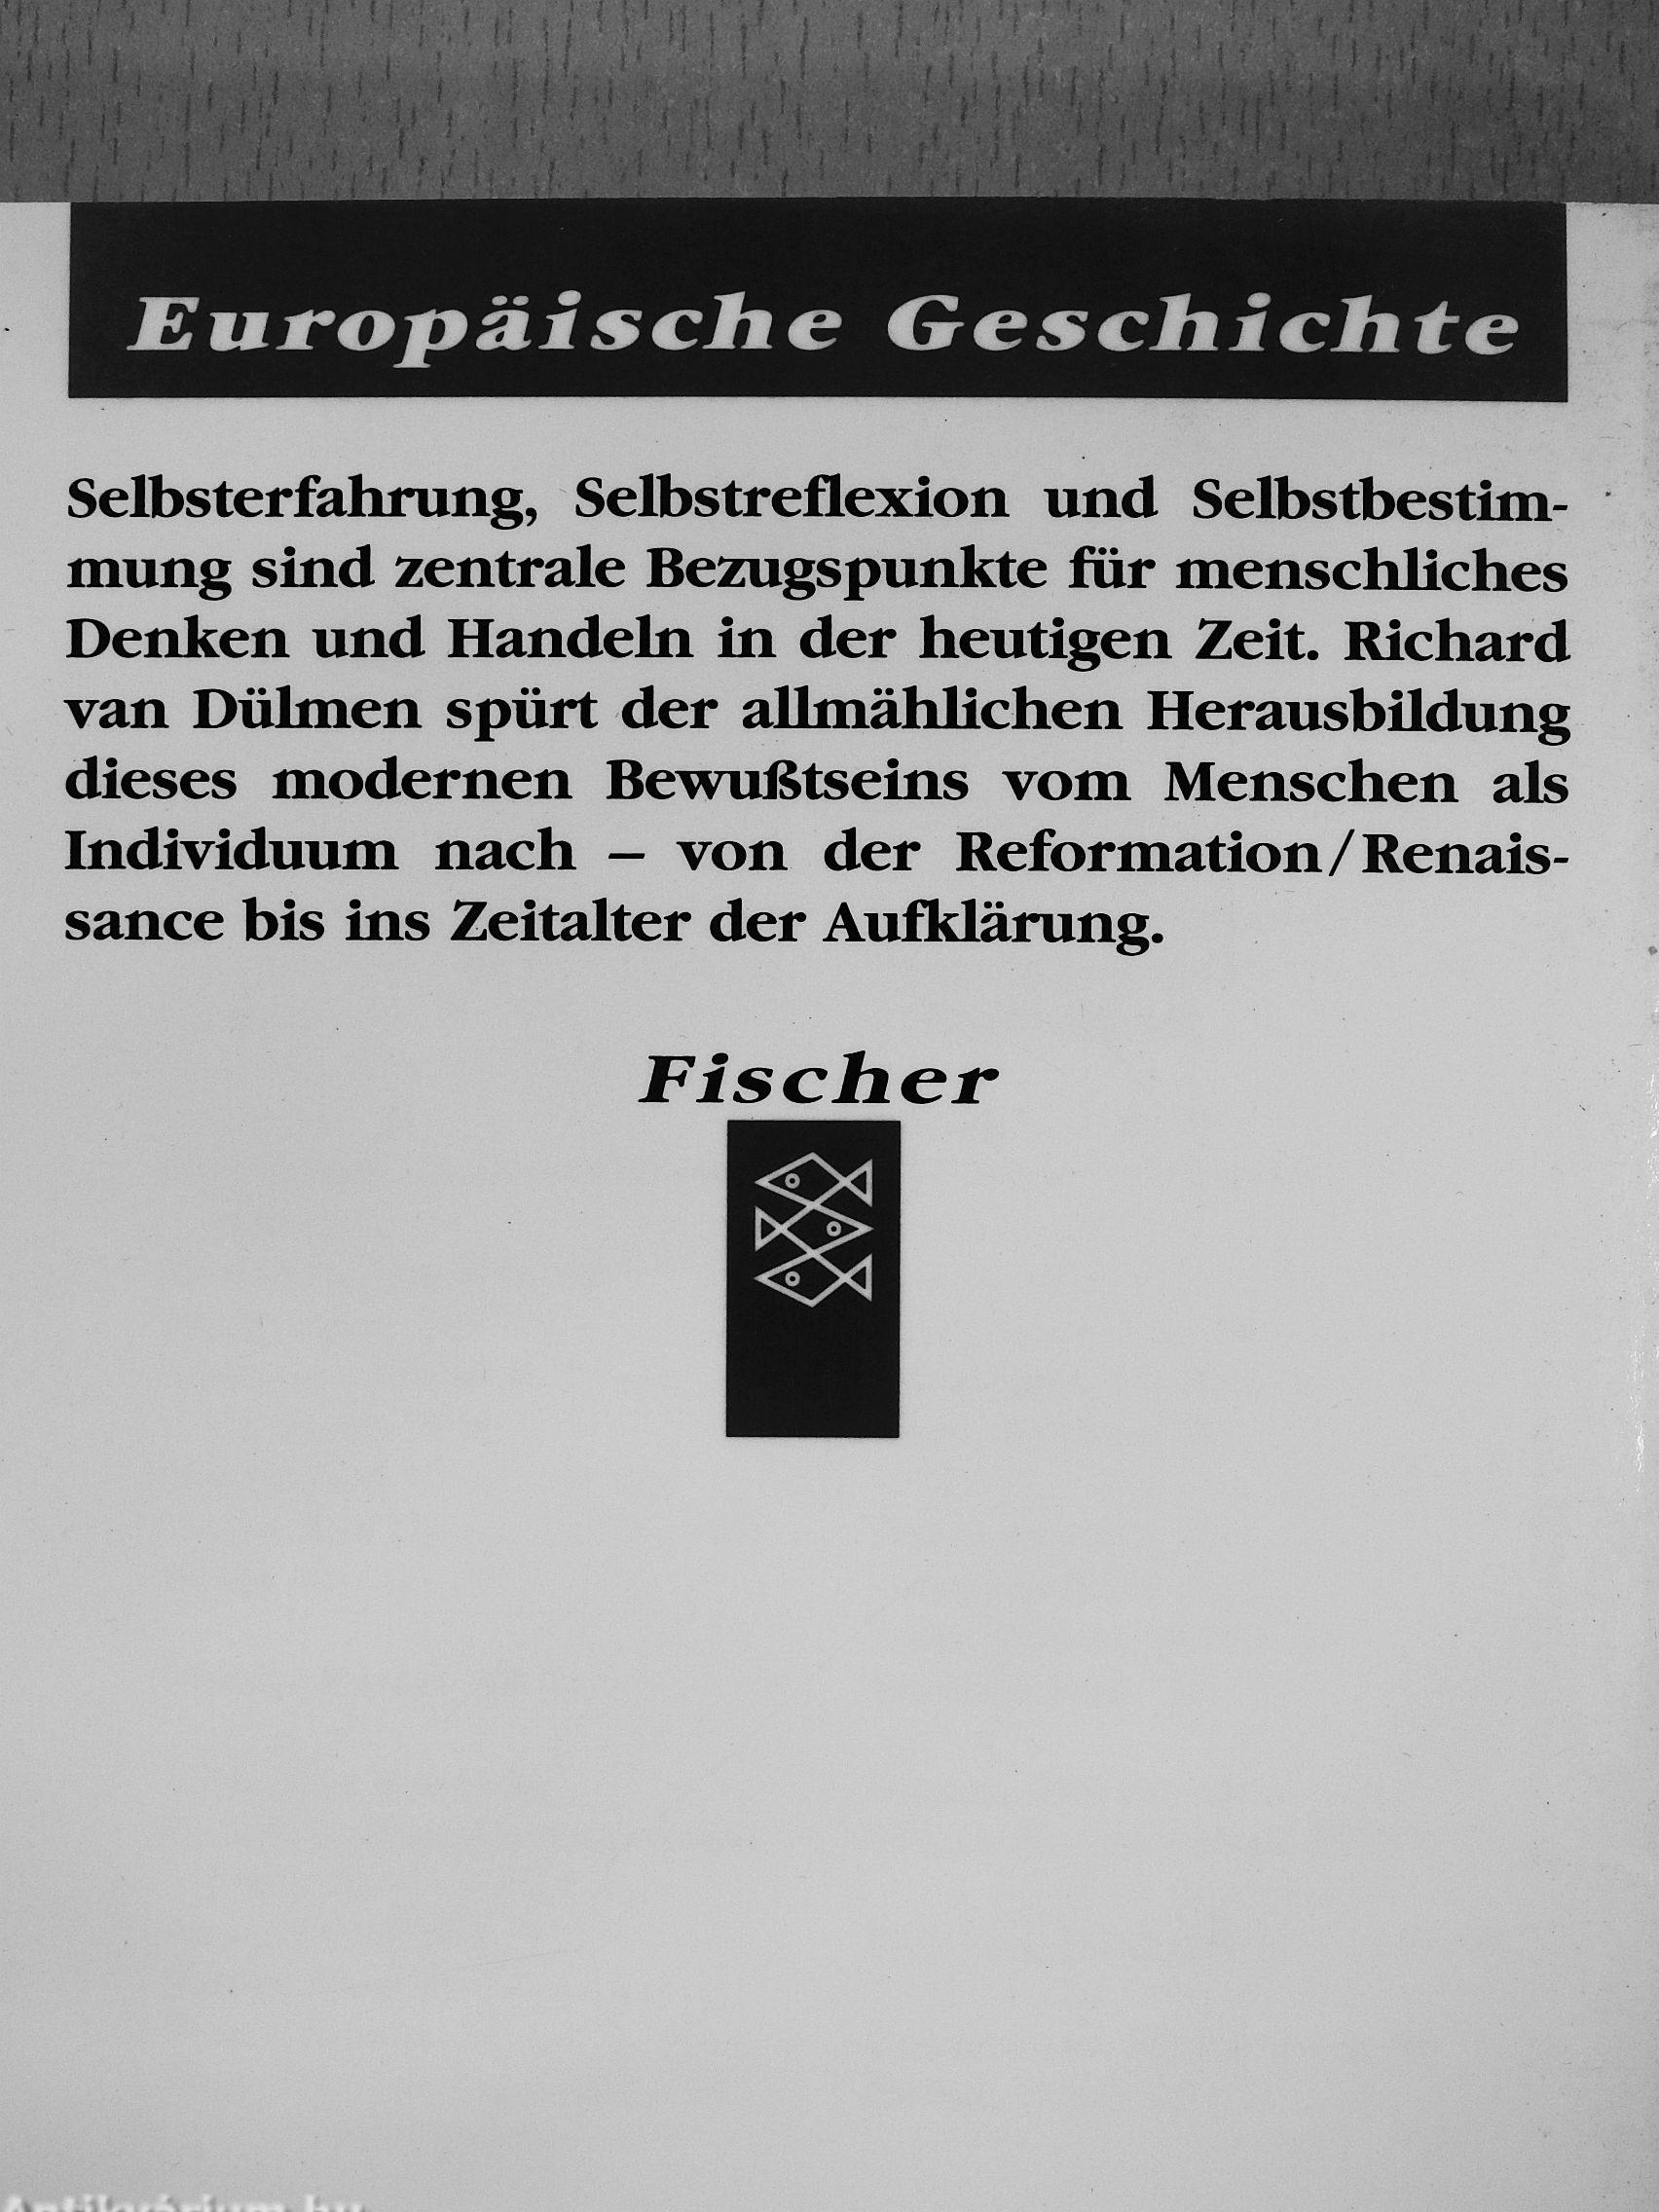 Europäische Geschichte
Selbsterfahrung, Selbstreflexion und Selbstbestim-
mung sind zentrale Bezugspunkte für menschliches
Denken und Handeln in der heutigen Zeit. Richard
van Dülmen spürt der allmählichen Herausbildung
dieses modernen Bewußtseins vom Menschen als
Individuum nach – von der Reformation/Renais-
sance bis ins Zeitalter der Aufklärung.
Fischer
Antikvárium.hu